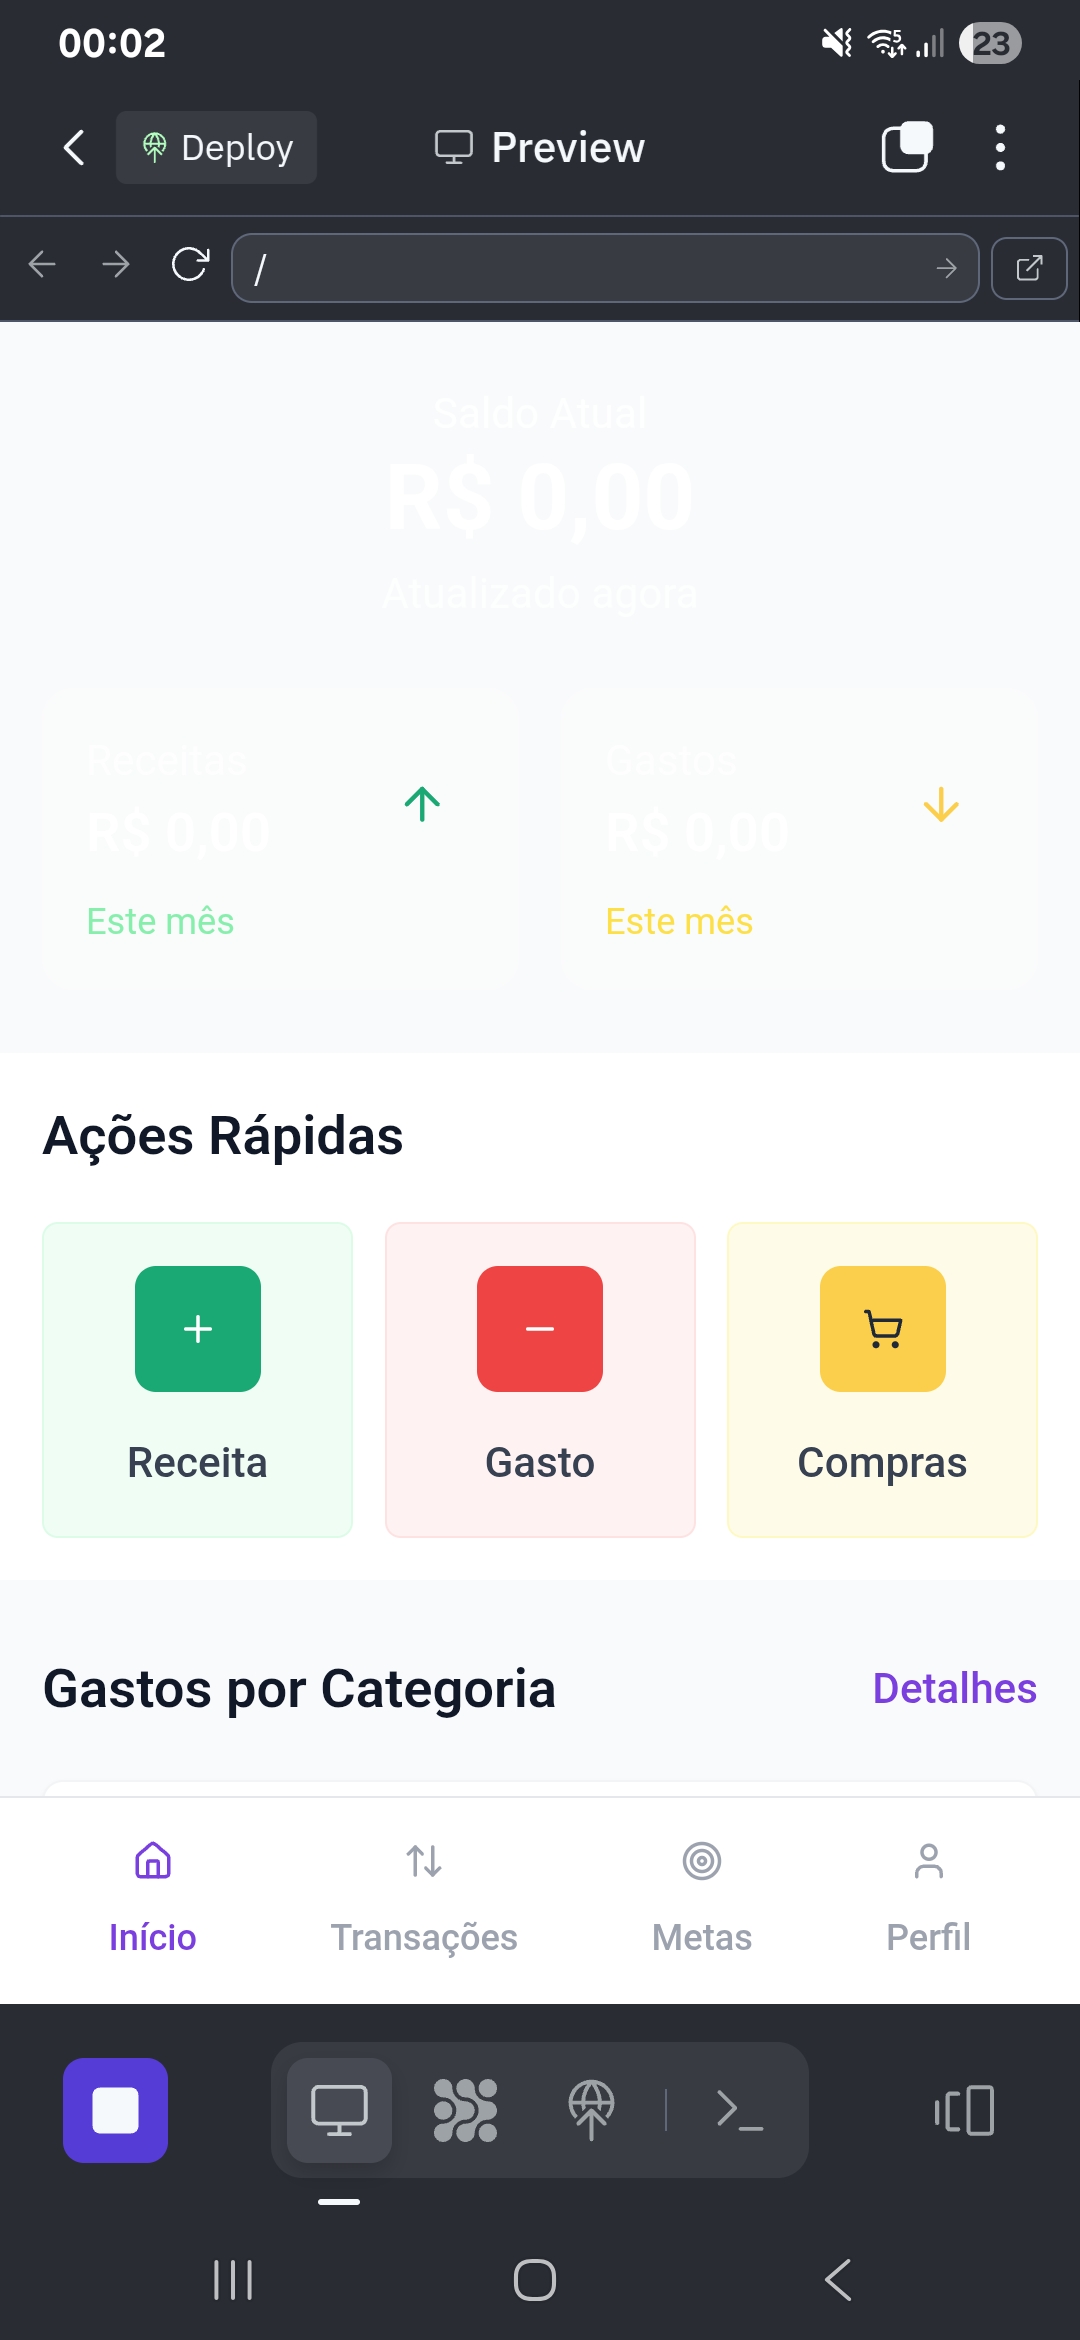 00:02
5
23
Deploy
Preview
/
Saldo Atual
R$ 0,00
Atualizado agora
Receitas
R$ 0,00
Este mês
Gastos
R$ 0,00
Este mês
Ações Rápidas
Receita
Gasto
Compras
Gastos por Categoria
Detalhes
Início
Transações
Metas
Perfil